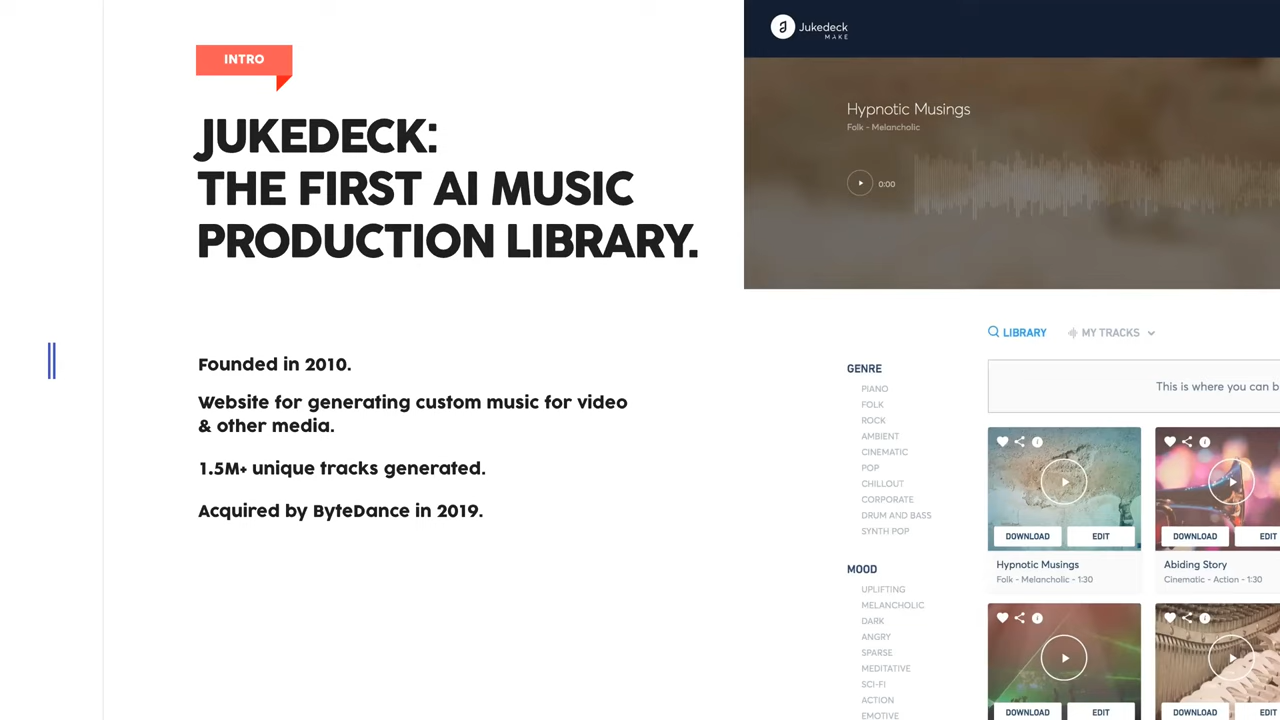 INTRO
JUKEDECK:
THE FIRST AI MUSIC
PRODUCTION LIBRARY.
Founded in 2010.
Website for generating custom music for video
& other media.
1.5M+ unique tracks generated.
Acquired by ByteDance in 2019.
Jukedeck
MAKE
Hypnotic Musings
Folk - Melancholic
0:00
LIBRARY
MY TRACKS
GENRE
PIANO
FOLK
ROCK
AMBIENT
CINEMATIC
POP
CHILLOUT
CORPORATE
DRUM AND BASS
SYNTH POP
MOOD
UPLIFTING
MELANCHOLIC
DARK
ANGRY
SPARSE
MEDITATIVE
SCI-FI
ACTION
EMOTIVE
This is where you can b
DOWNLOAD
EDIT
Hypnotic Musings
Folk - Melancholic - 1:30
DOWNLOAD
EDIT
Abiding Story
Cinematic - Action - 1:30
DOWNLOAD
EDIT
DOWNLOAD
EDIT